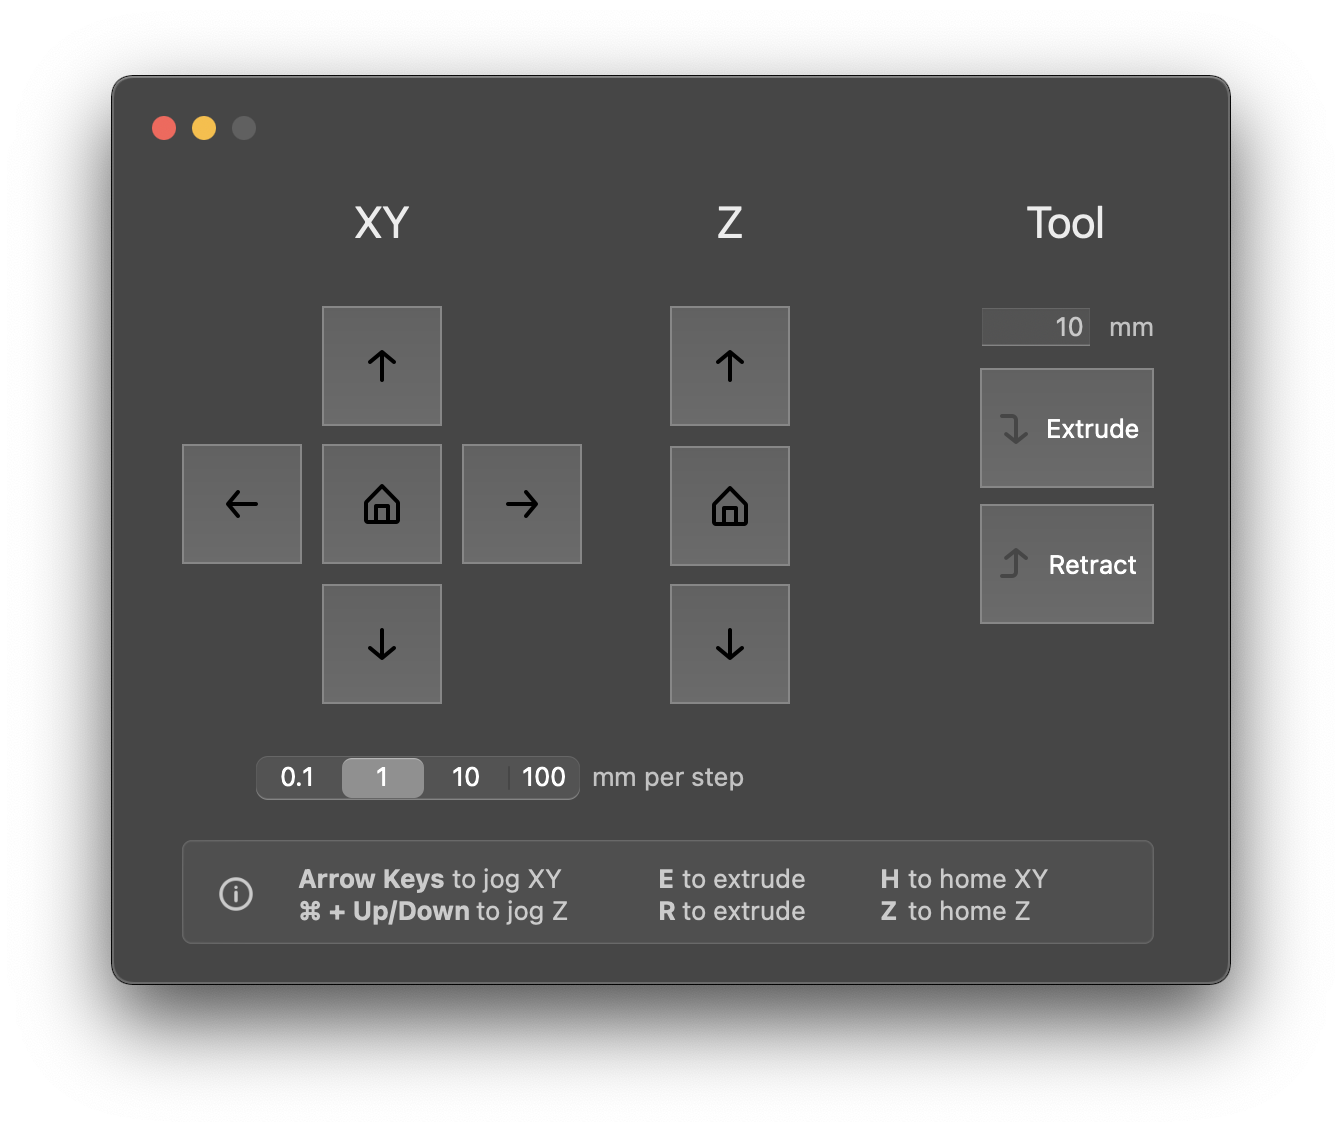 XY
Z
Tool
10 mm
Extrude
Retract
0.1 1 10 100 mm per step
Arrow Keys to jog XY
⌘ + Up/Down to jog Z
E to extrude
R to extrude
H to home XY
Z to home Z